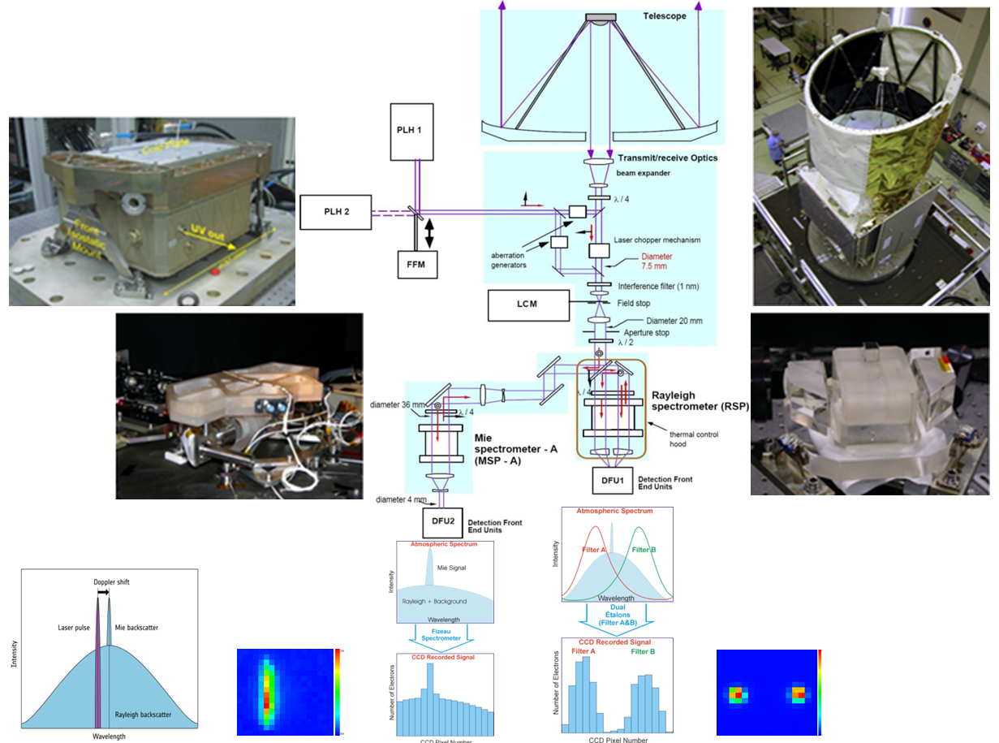 Telescope
PLH 1
Transmit/receive Optics
beam expander
λ / 4
PLH 2
FFM
aberration
generators
Laser chopper mechanism
Diameter
7.5 mm
Interference filter (1 nm)
LCM
Field stop
Diameter 20 mm
Aperture stop
λ / 2
Cold Plane
Front
Isostatic
Mount
UV out
λ / 4
Rayleigh
spectrometer (RSP)
thermal control
hood
diameter 36 mm
λ / 4
Mie
spectrometer - A
(MSP - A)
DFU1
Detection Front
End Units
diameter 4 mm
DFU2
Detection Front
End Units
Atmospheric Spectrum
Intensity
Mie Signal
Rayleigh + Background
Wavelength
Fizeau
Spectrometer
CCD Recorded Signal
Number of Electrons
CCD Pixel Number
Atmospheric Spectrum
Intensity
Filter A
Filter B
Wavelength
Dual
Étalons
(Filter A&B)
CCD Recorded Signal
Filter A
Filter B
Number of Electrons
CCD Pixel Number
Doppler shift
Laser pulse
Mie backscatter
Intensity
Rayleigh backscatter
Wavelength